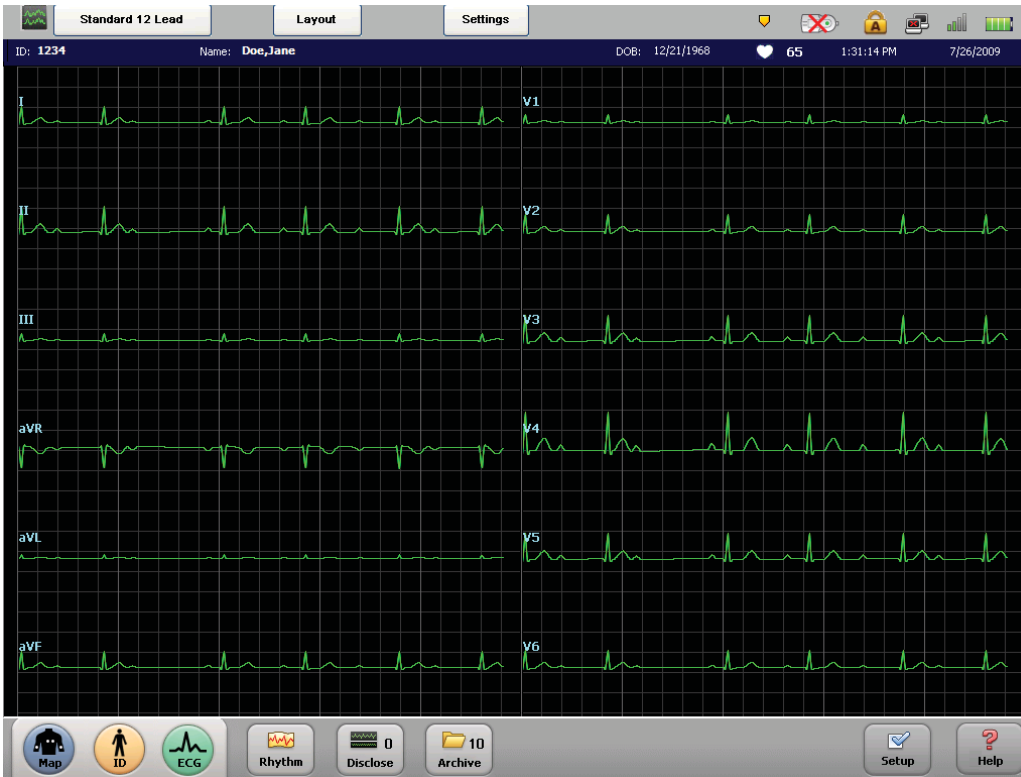 Standard 12 Lead Layout Settings A
ID: 1234 Name: Doe,Jane DOB: 12/21/1968 65 1:31:14 PM 7/26/2009
I V1
II V2
III V3
aVR V4
aVL V5
aVF V6
Map ID ECG Rhythm Disclose 0 Archive 10 Setup ? Help